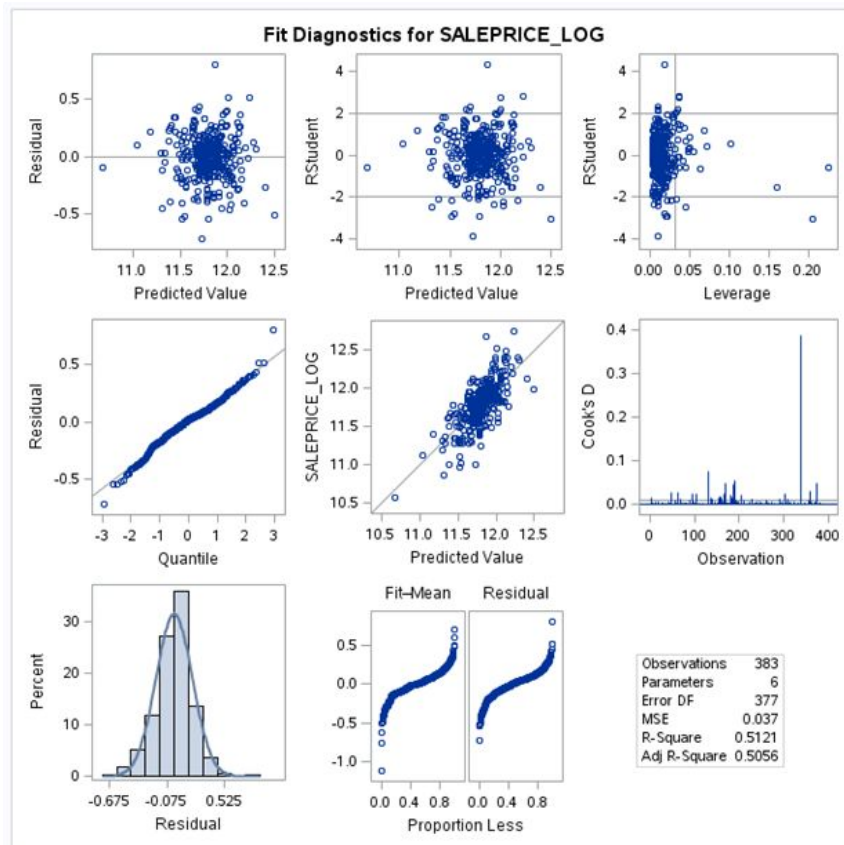 Fit Diagnostics for SALEPRICE_LOG
Residual
0.5
0.0
-0.5
11.0 11.5 12.0 12.5
Predicted Value
RStudent
4
2
0
-2
-4
11.0 11.5 12.0 12.5
Predicted Value
RStudent
4
2
0
-2
-4
0.00 0.05 0.10 0.20
Leverage
Residual
0.5
0.0
-0.5
-3 -2 -1 0 1 2 3
Quantile
SALEPRICE_LOG
12.5
12.0
11.5
11.0
10.5
10.5 11.0 11.5 12.0 12.5
Predicted Value
Cook's D
0.4
0.3
0.2
0.1
0.0
0 100 200 300 400
Observation
Percent
30
20
10
0
-0.675 -0.075 0.525
Residual
Fit–Mean Residual
0.5
0.0
-0.5
-1.0
0.0 0.4 0.8 0.0 0.4 0.8
Proportion Less
Observations 383
Parameters 6
Error DF 377
MSE 0.037
R-Square 0.5121
Adj R-Square 0.5056